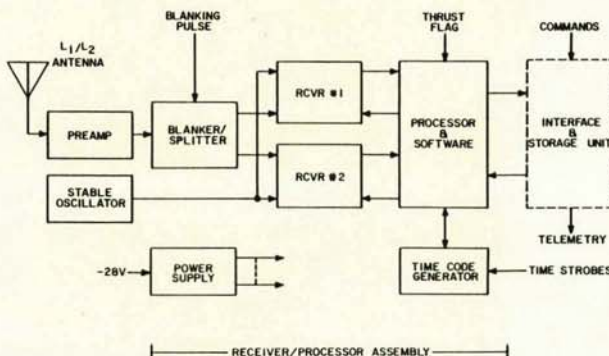 BLANKING
PULSE
THRUST
FLAG
COMMANDS
L1/L2
ANTENNA
PREAMP
BLANKER/
SPLITTER
RCVR #1
PROCESSOR
&
SOFTWARE
INTERFACE
&
STORAGE UNIT
STABLE
OSCILLATOR
RCVR #2
TELEMETRY
-28V
POWER
SUPPLY
TIME CODE
GENERATOR
TIME STROBES
RECEIVER/PROCESSOR ASSEMBLY